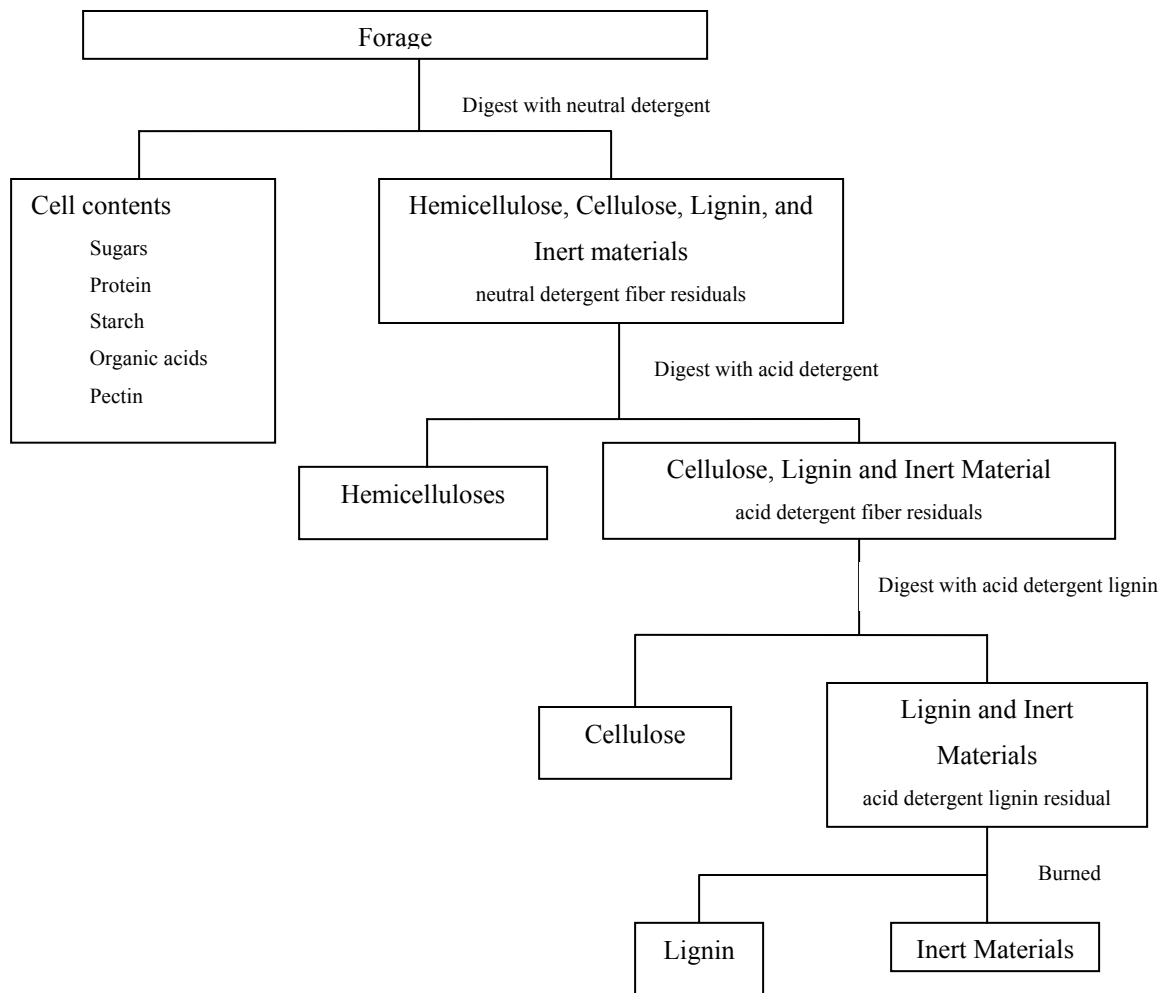 Forage
Digest with neutral detergent
Cell contents
Sugars
Protein
Starch
Organic acids
Pectin
Hemicellulose, Cellulose, Lignin, and
Inert materials
neutral detergent fiber residuals
Digest with acid detergent
Hemicelluloses
Cellulose, Lignin and Inert Material
acid detergent fiber residuals
Digest with acid detergent lignin
Cellulose
Lignin and Inert
Materials
acid detergent lignin residual
Burned
Lignin
Inert Materials